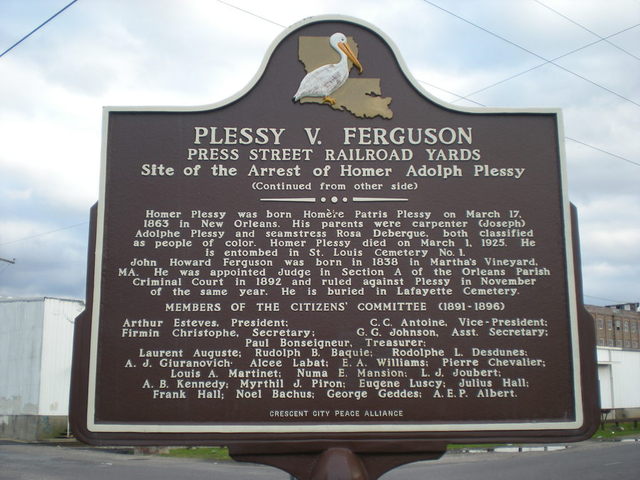 PLESSY V. FERGUSON
PRESS STREET RAILROAD YARDS
Site of the Arrest of Homer Adolph Plessy
(Continued from other side)
Homer Plessy was born Homère Patris Plessy on March 17,
1863 in New Orleans. His parents were carpenter (Joseph)
Adolphe Plessy and seamstress Rosa Debergue, both classified
as people of color. Homer Plessy died on March 1, 1925. He
is entombed in St. Louis Cemetery No. 1.
John Howard Ferguson was born in 1838 in Martha's Vineyard,
MA. He was appointed Judge in Section A of the Orleans Parish
Criminal Court in 1892 and ruled against Plessy in November
of the same year. He is buried in Lafayette Cemetery.
MEMBERS OF THE CITIZENS' COMMITTEE (1891-1896)
Arthur Esteves, President; C.C. Antoine, Vice-President;
Firmin Christophe, Secretary; G.G. Johnson, Asst. Secretary;
Paul Bonseigneur, Treasurer;
Laurent Auguste; Rudolph B. Baquie; Rodolphe L. Desdunes;
A. J. Giuranovich; Alcee Labat; E. A. Williams; Pierre Chevalier;
Louis A. Martinet; Numa E. Mansion; L. J. Joubert;
A. B. Kennedy; Myrthil J. Piron; Eugene Luscy; Julius Hall;
Frank Hall; Noel Bachus; George Geddes; A. E. P. Albert.
CRESCENT CITY PEACE ALLIANCE